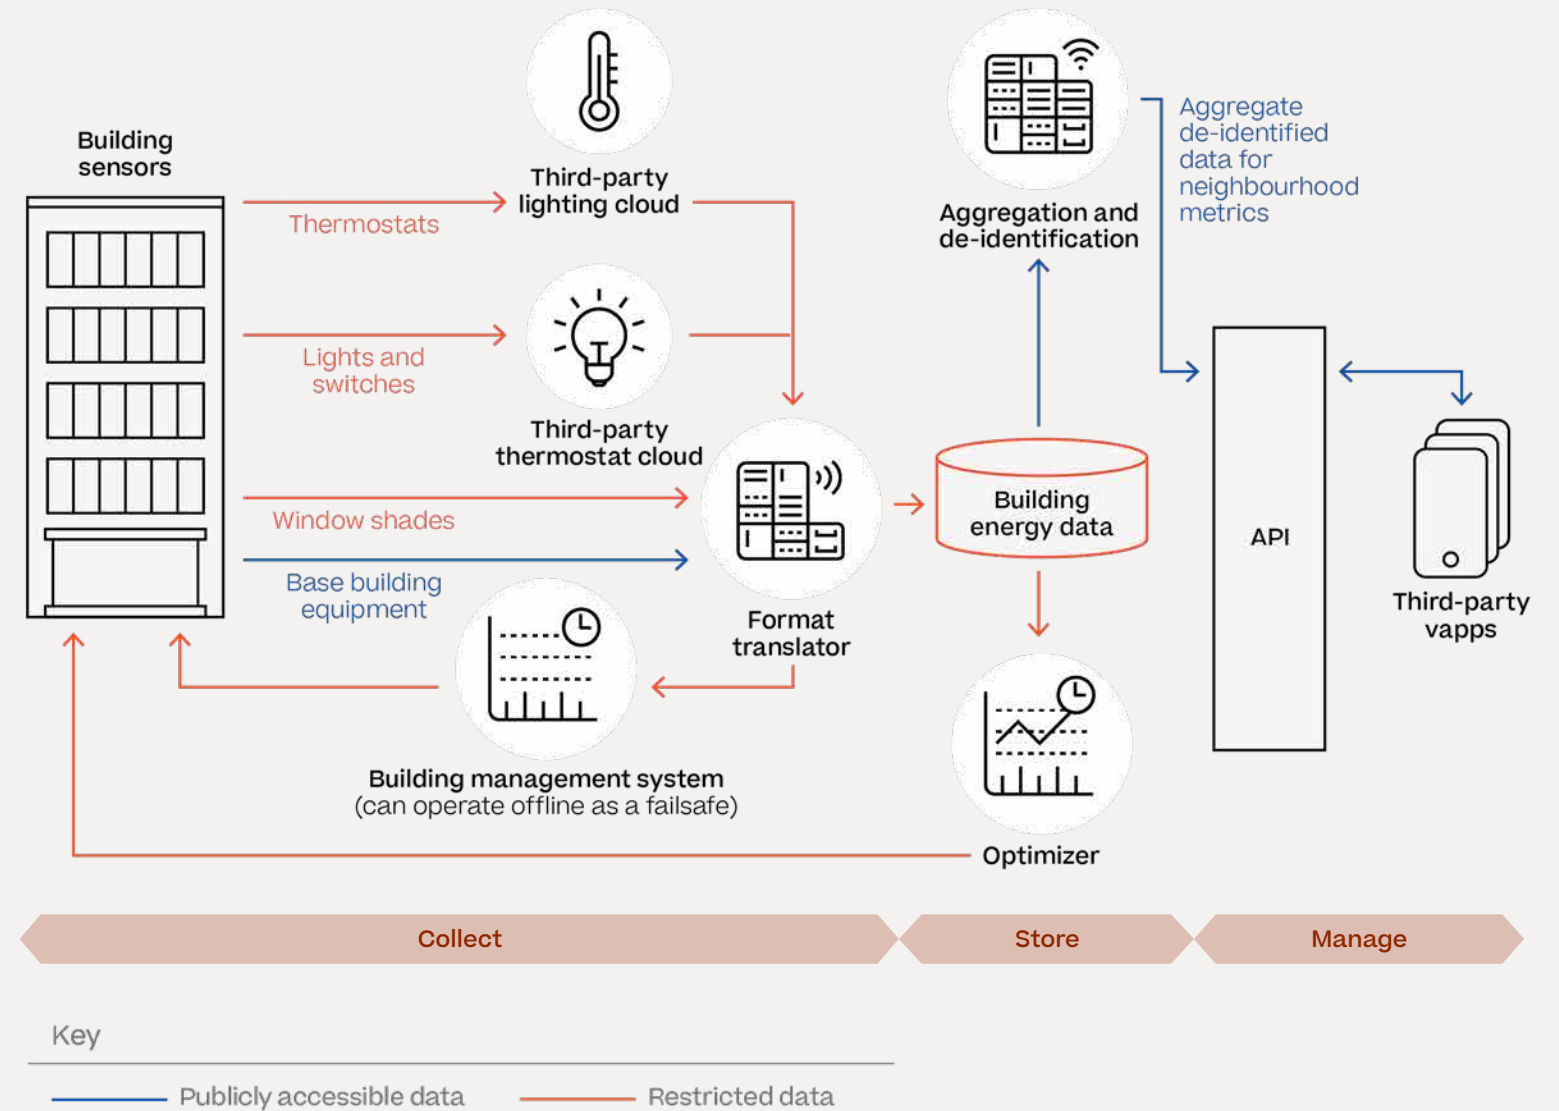 Building
sensors
Thermostats
Third-party
lighting cloud
Lights and
switches
Third-party
thermostat cloud
Window shades
Base building
equipment
Format
translator
Building management system
(can operate offline as a failsafe)
Building
energy data
Aggregation and
de-identification
Aggregate
de-identified
data for
neighbourhood
metrics
Optimizer
API
Third-party
vapps
Collect
Store
Manage
Key
Publicly accessible data
Restricted data